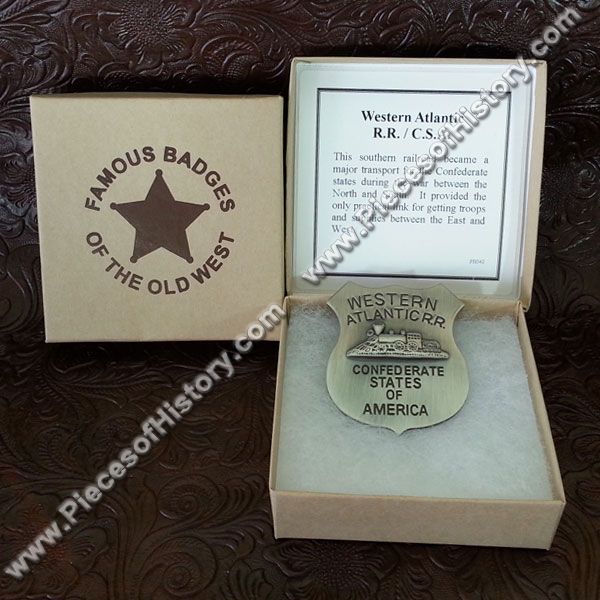 FAMOUS BADGES
OF THE OLD WEST
Western Atlantic
R.R. / C.S.A.
This southern railroad became a
major transport for the Confederate
states during the war between the
North and South. It provided the
only practical link for getting troops
and supplies between the East and
West.
PH042
WESTERN
ATLANTIC R.R.
CONFEDERATE
STATES
OF
AMERICA
www.PiecesofHistory.com
www.PiecesofHistory.com
www.PiecesofHistory.com